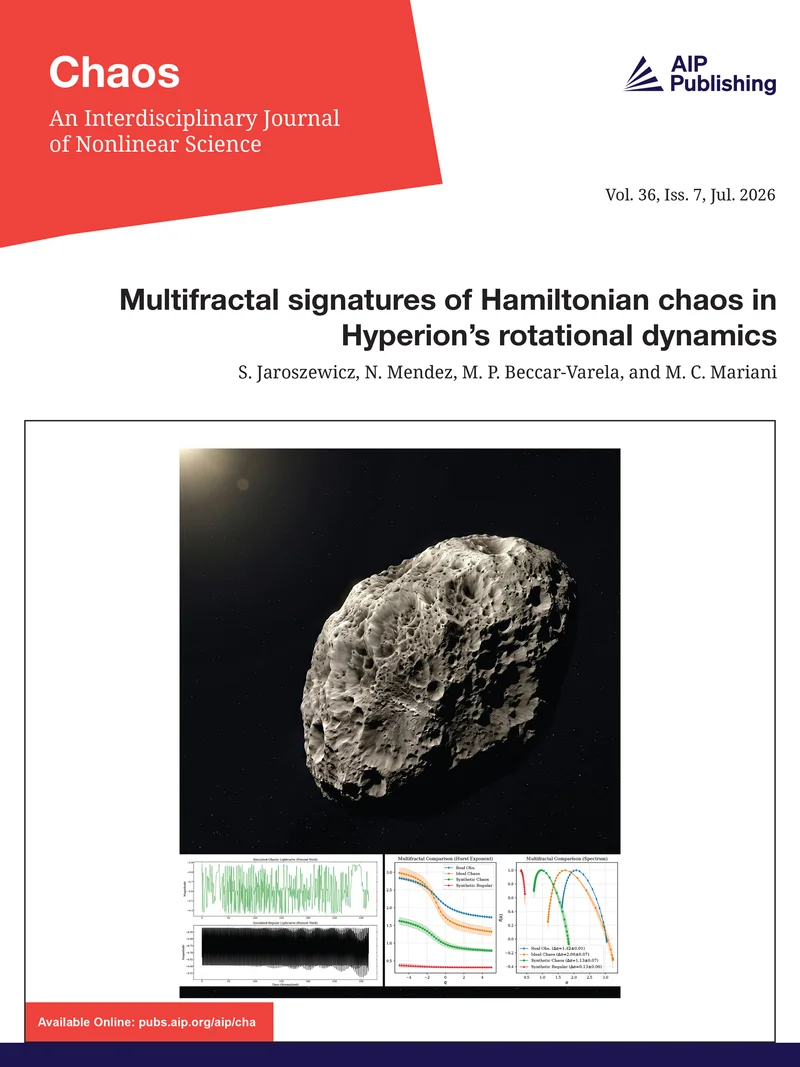 Chaos
An Interdisciplinary Journal
of Nonlinear Science
AIP
Publishing
Vol. 36, Iss. 7, Jul. 2026
Multifractal signatures of Hamiltonian chaos in
Hyperion’s rotational dynamics
S. Jaroszewicz, N. Mendez, M. P. Beccar-Varela, and M. C. Mariani
Multifractal Comparison (Hurst Exponent)
Real Obs.
Ideal Chaos
Synthetic Chaos
Synthetic Regular
Multifractal Comparison (Spectrum)
Available Online: pubs.aip.org/aip/cha